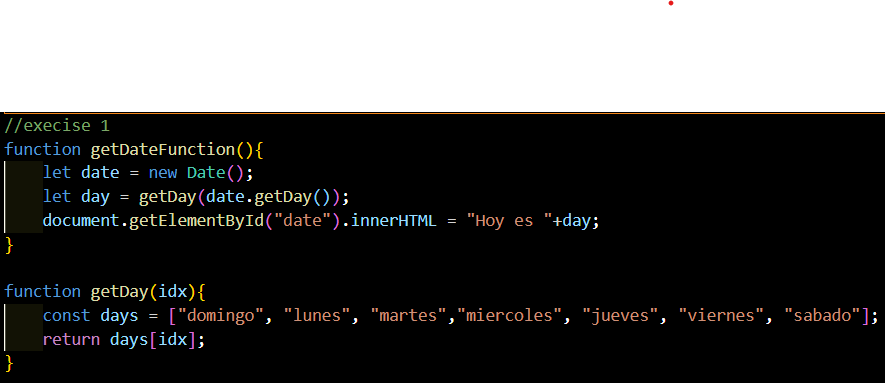 //execise 1
function getDateFunction(){
    let date = new Date();
    let day = getDay(date.getDay());
    document.getElementById("date").innerHTML = "Hoy es "+day;
}

function getDay(idx){
    const days = ["domingo", "lunes", "martes","miercoles", "jueves", "viernes", "sabado"];
    return days[idx];
}